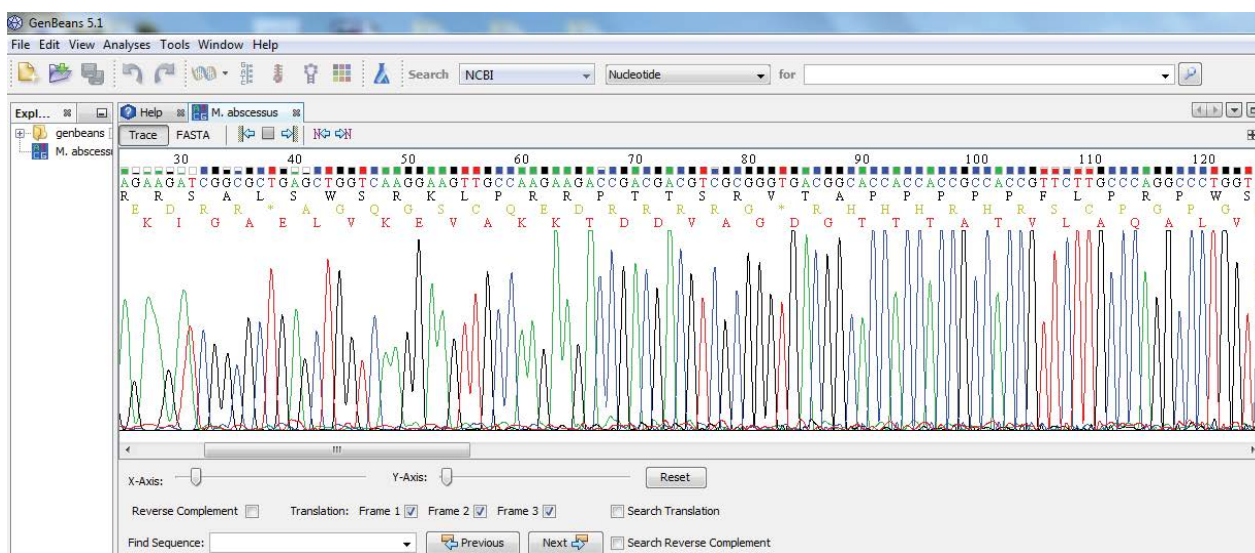 GenBeans 5.1
File Edit View Analyses Tools Window Help
Search NCBI Nucleotide for
Expl... Help M. abscessus
genbeans Trace FASTA N N
M. abscess
30 40 50 60 70 80 90 100 110 120
AGAAGATCGGCGCTGAGCTGGTCAAGGAAGTTGCCAAGAAGACCGACGACGTCGCGGGTGACGGCACCACCACCGCCACCGTTCTTGCCCAGGCCCTGGT
R R S A L S W S R K L P R R P T T S R V T A P P P P P F L P R P W S
E D R R * A G Q G S C Q E D R R R R G * R H H H R H R S C P G P G
K I G A E L V K E V A K K T D D V A G D G T T T A T V L A Q A L V
X-Axis: Y-Axis: Reset
Reverse Complement Translation: Frame 1 Frame 2 Frame 3 Search Translation
Find Sequence: Previous Next Search Reverse Complement